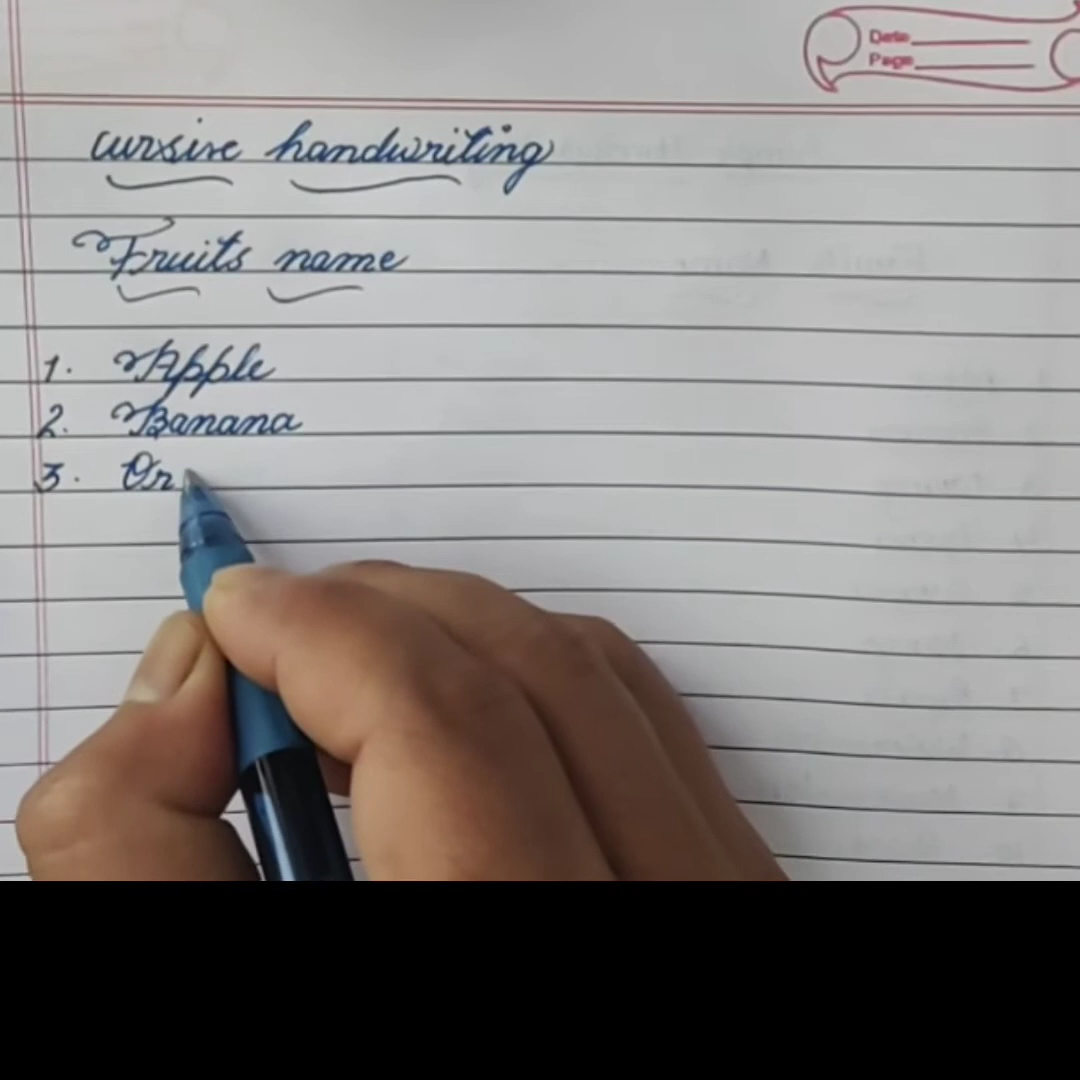 Date
Page
cursive handwriting
Fruits name
1. Apple
2. Banana
3. Or